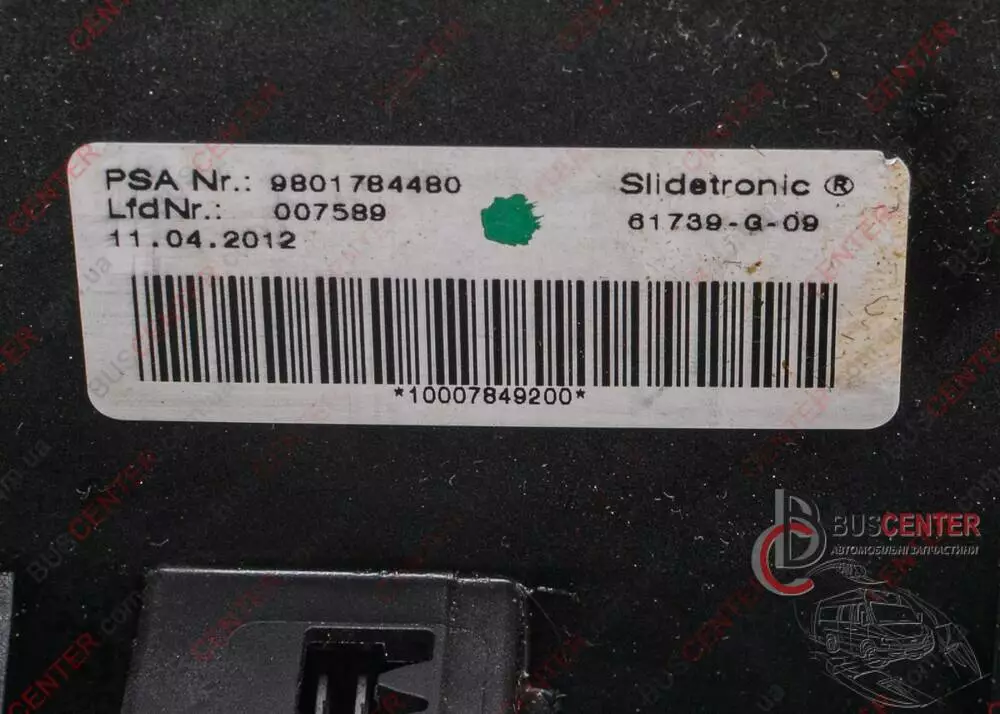 PSA Nr.: 9801784480
LfdNr.: 007589
11.04.2012
Slidetronic ®
61739-G-09
*10007849200*
BUSCENTER
АВТОМОБІЛЬНІ ЗАПЧАСТИНИ